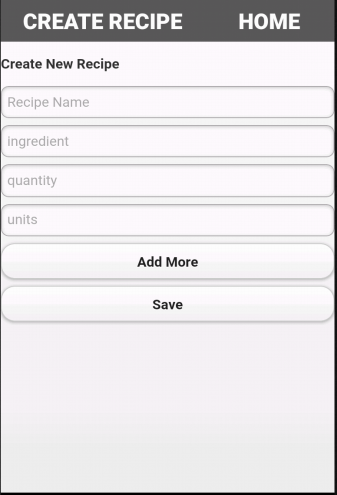 CREATE RECIPE HOME
Create New Recipe
Recipe Name
ingredient
quantity
units
Add More
Save